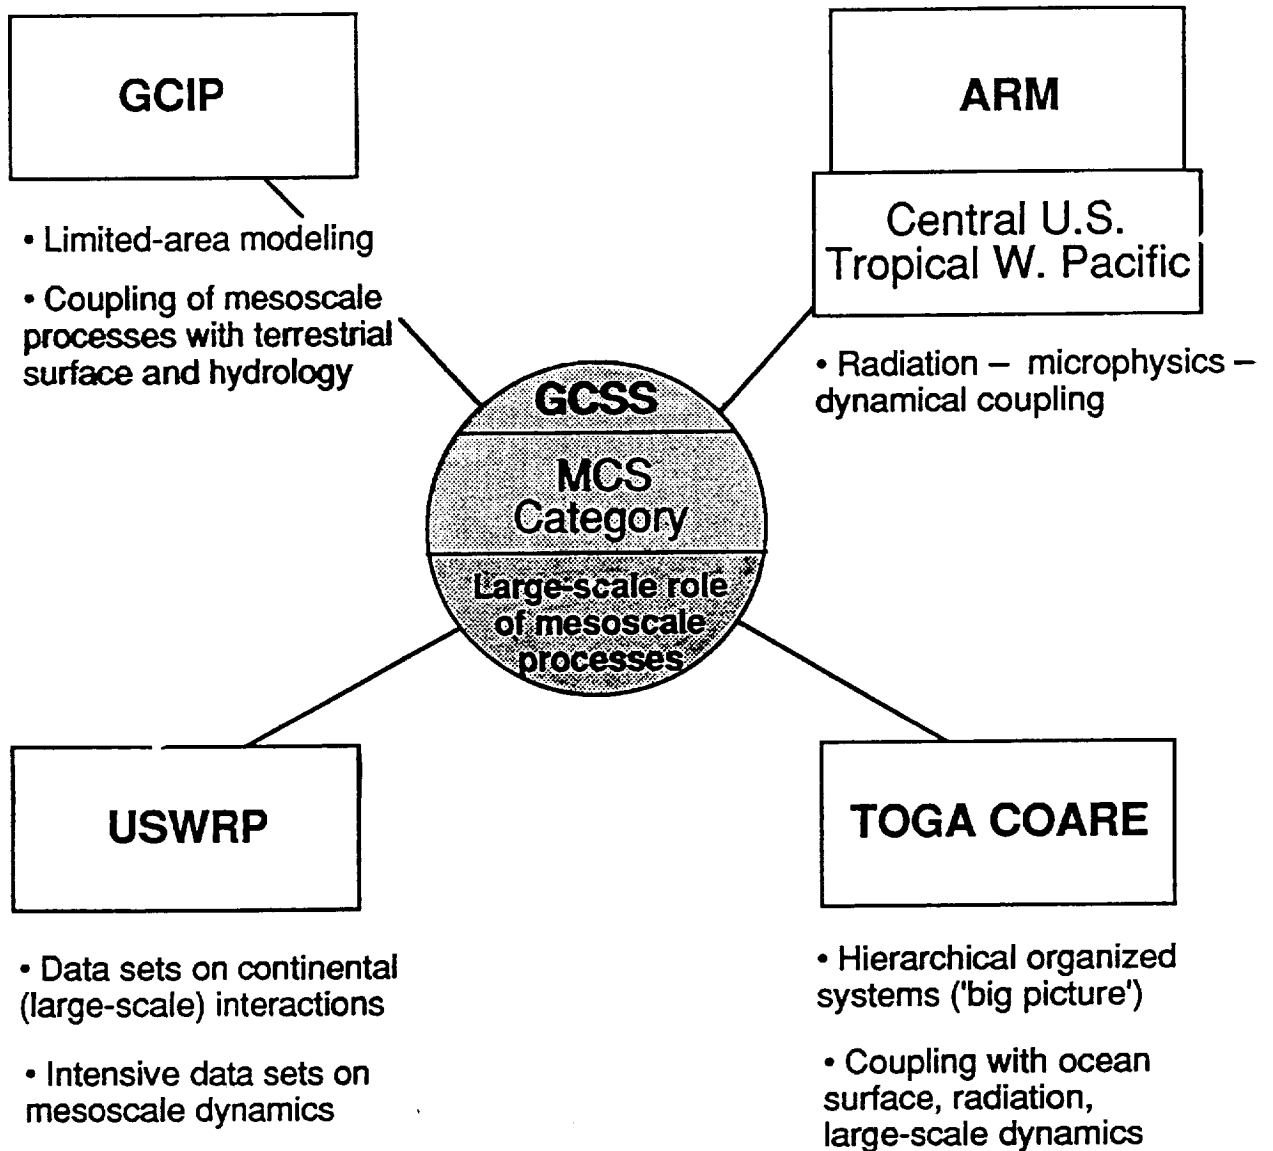 GCIP
• Limited-area modeling
• Coupling of mesoscale
processes with terrestrial
surface and hydrology
ARM
Central U.S.
Tropical W. Pacific
• Radiation – microphysics –
dynamical coupling
GCSS
MCS
Category
Large-scale role
of mesoscale
processes
USWRP
• Data sets on continental
(large-scale) interactions
• Intensive data sets on
mesoscale dynamics
TOGA COARE
• Hierarchical organized
systems ('big picture')
• Coupling with ocean
surface, radiation,
large-scale dynamics